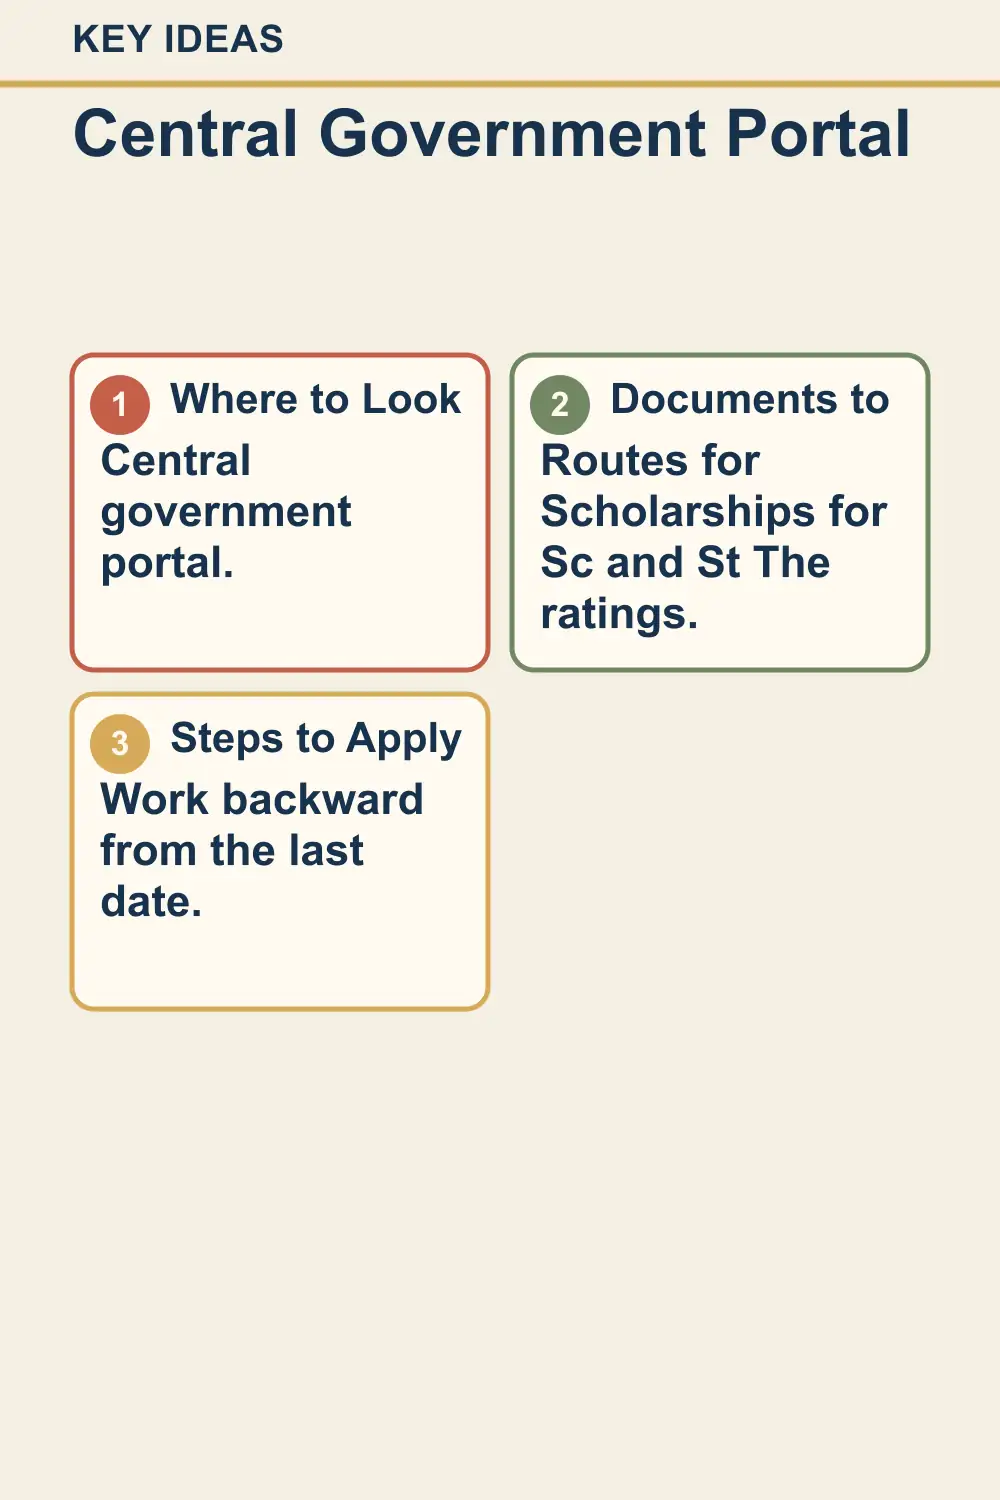 KEY IDEAS
Central Government Portal
1 Where to Look
Central
government
portal.
2 Documents to
Routes for
Scholarships for
Sc and St The
ratings.
3 Steps to Apply
Work backward
from the last
date.